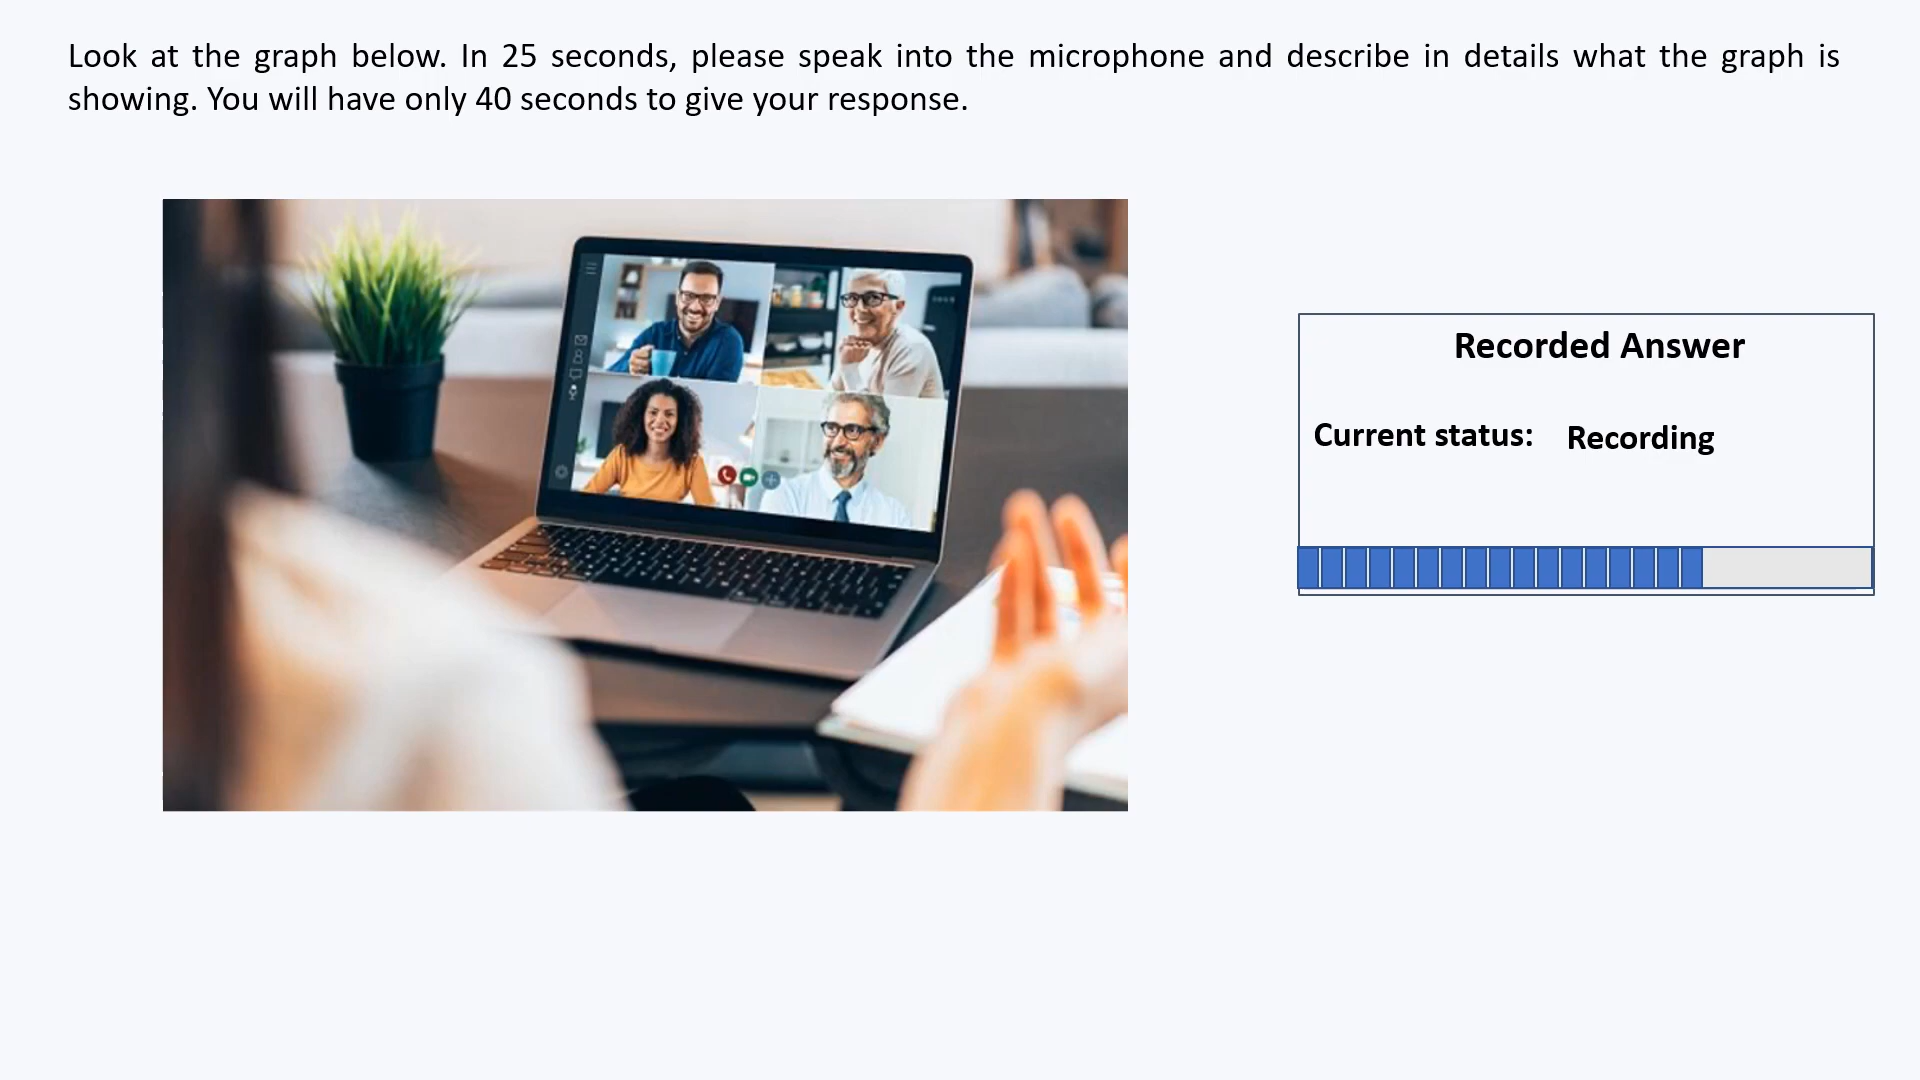 Look at the graph below. In 25 seconds, please speak into the microphone and describe in details what the graph is
showing. You will have only 40 seconds to give your response.
Recorded Answer
Current status: Recording